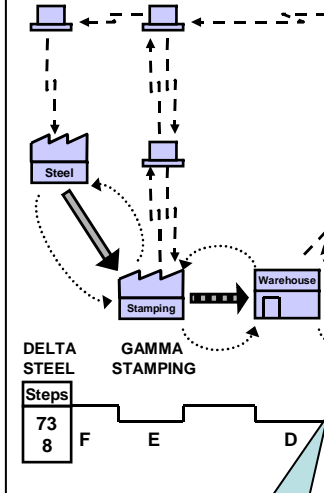 Steel
Warehouse
Stamping
DELTA
STEEL
GAMMA
STAMPING
Steps
73
8
F
E
D